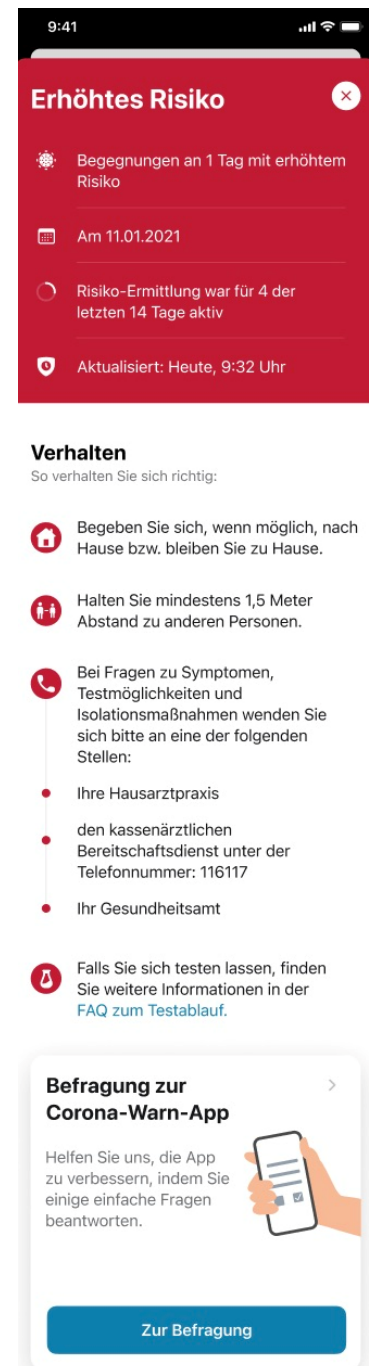 9:41
Erhöhtes Risiko
Begegnungen an 1 Tag mit erhöhtem
Risiko
Am 11.01.2021
Risiko-Ermittlung war für 4 der
letzten 14 Tage aktiv
Aktualisiert: Heute, 9:32 Uhr
Verhalten
So verhalten Sie sich richtig:
Begeben Sie sich, wenn möglich, nach
Hause bzw. bleiben Sie zu Hause.
Halten Sie mindestens 1,5 Meter
Abstand zu anderen Personen.
Bei Fragen zu Symptomen,
Testmöglichkeiten und
Isolationsmaßnahmen wenden Sie
sich bitte an eine der folgenden
Stellen:
Ihre Hausarztpraxis
den kassenärztlichen
Bereitschaftsdienst unter der
Telefonnummer: 116117
Ihr Gesundheitsamt
Falls Sie sich testen lassen, finden
Sie weitere Informationen in der
FAQ zum Testablauf.
Befragung zur
Corona-Warn-App
Helfen Sie uns, die App
zu verbessern, indem Sie
einige einfache Fragen
beantworten.
Zur Befragung